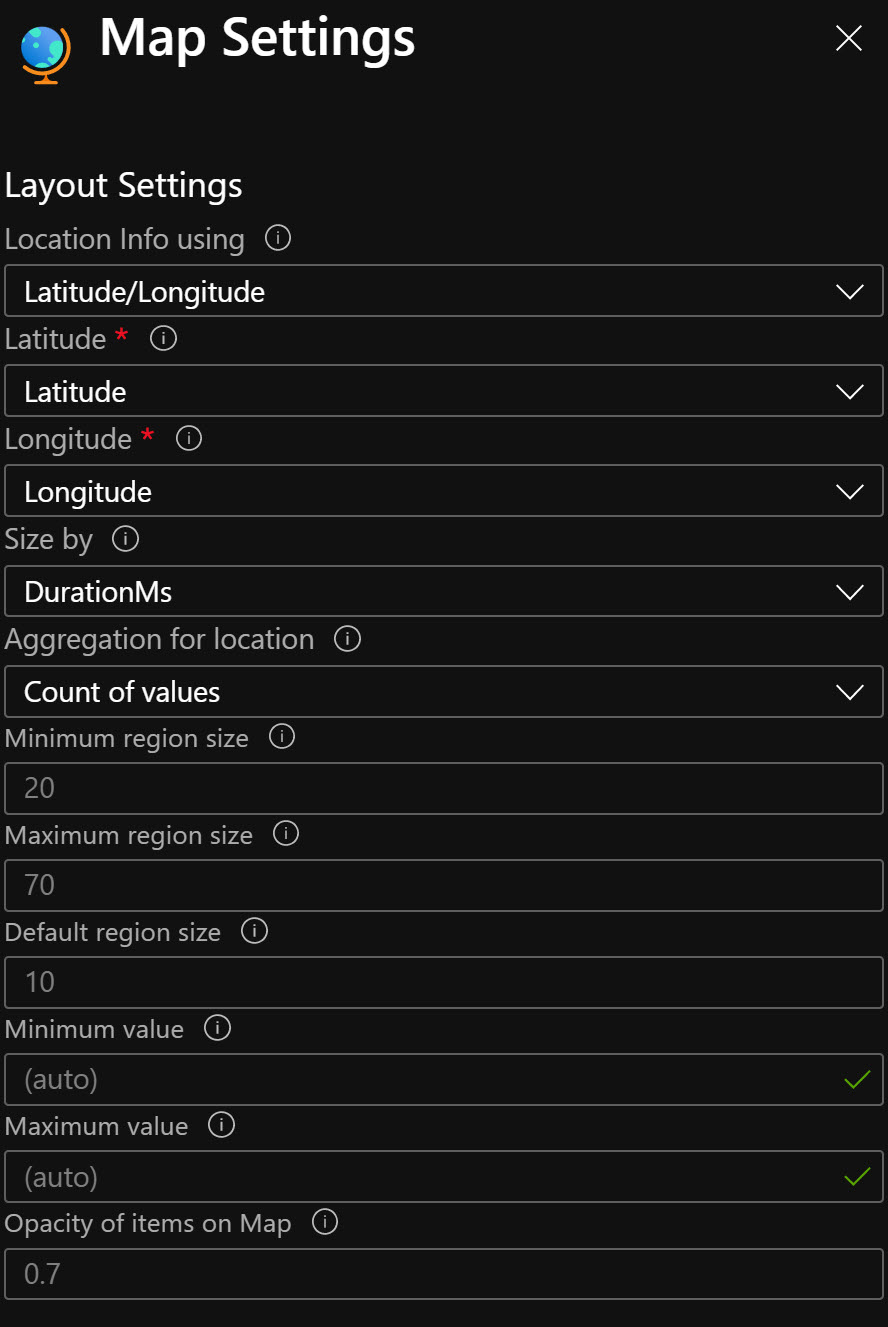 Map Settings
Layout Settings
Location Info using
Latitude/Longitude
Latitude *
Latitude
Longitude *
Longitude
Size by
DurationMs
Aggregation for location
Count of values
Minimum region size
20
Maximum region size
70
Default region size
10
Minimum value
(auto)
Maximum value
(auto)
Opacity of items on Map
0.7